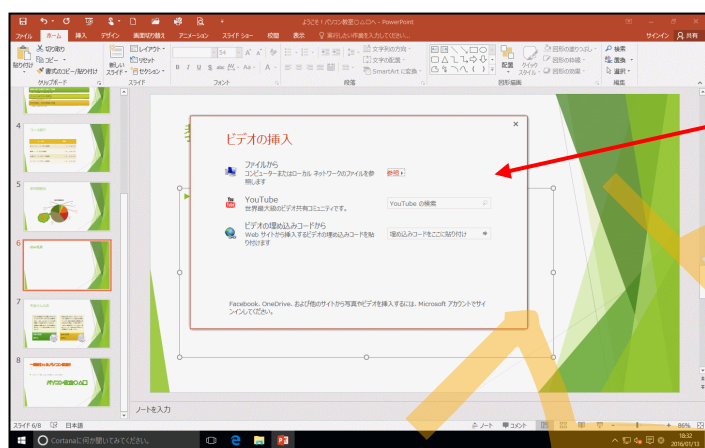 ようこそ！パソコン教室○ム□へ - PowerPoint
ファイル ホーム 挿入 デザイン 画面切り替え アニメーション スライド ショー 校閲 表示 実行したい作業を入力してください... サインイン 共有
切り取り
コピー
書式のコピー/貼り付け
貼り付け
新しいスライド
レイアウト
リセット
セクション
54
文字列の方向
文字の配置
SmartArt に変換
配置
クイック スタイル
図形の塗りつぶし
図形の枠線
図形の効果
検索
置換
選択
クリップボード スライド フォント 段落 図形描画 編集
4
5
6
7
8
ビデオの挿入
ファイルから
コンピューターまたはローカル ネットワークのファイルを参
照します
参照
YouTube
世界最大級のビデオ共有コミュニティです。
YouTube の検索
ビデオの埋め込みコードから
Web サイトから挿入するビデオの埋め込みコードを貼
り付けます
埋め込みコードをここに貼り付け
Facebook、OneDrive、および他のサイトから写真やビデオを挿入するには、Microsoft アカウントでサイ
ンインしてください。
ノートを入力
スライド 6/8 日本語 ノート コメント 86%
Cortanaに何か聞いてみてください。
18:32
2016/01/13